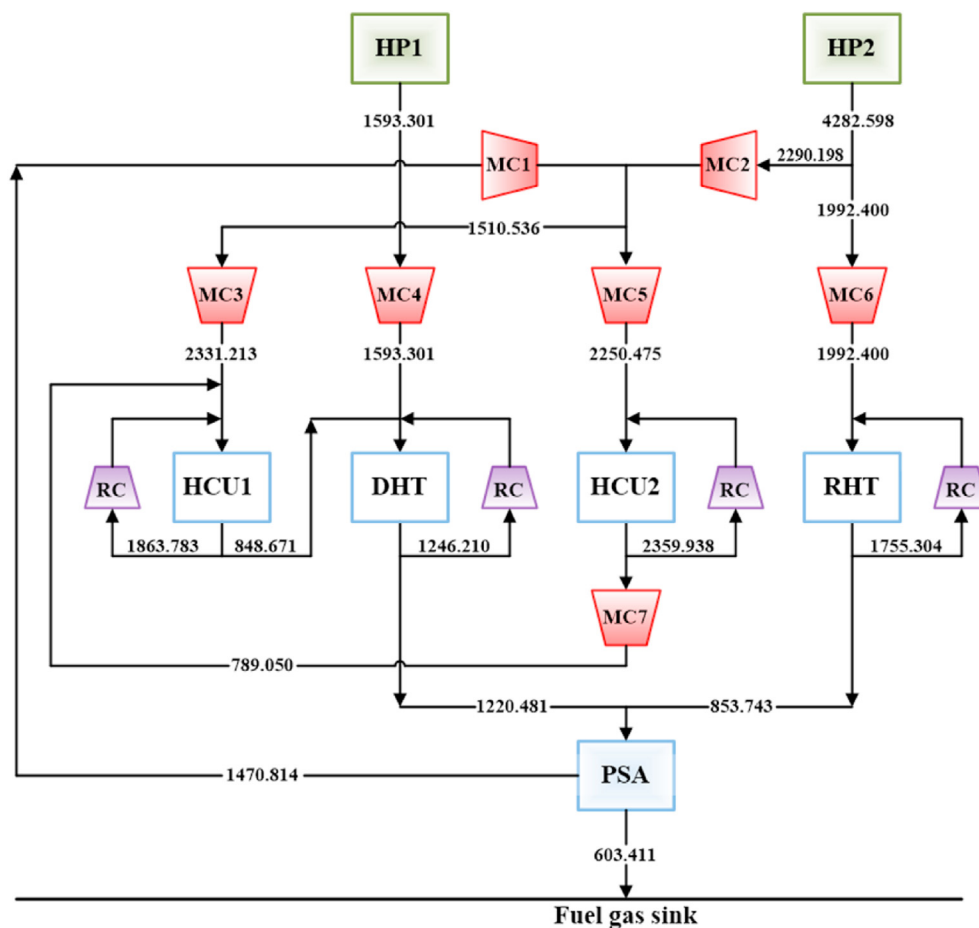 HP1
HP2
1593.301
4282.598
MC1
MC2
2290.198
1992.400
1510.536
MC3
MC4
MC5
MC6
2331.213
1593.301
2250.475
1992.400
RC
HCU1
DHT
RC
HCU2
RC
RHT
RC
1863.783
848.671
1246.210
2359.938
1755.304
MC7
789.050
1220.481
853.743
PSA
1470.814
603.411
Fuel gas sink